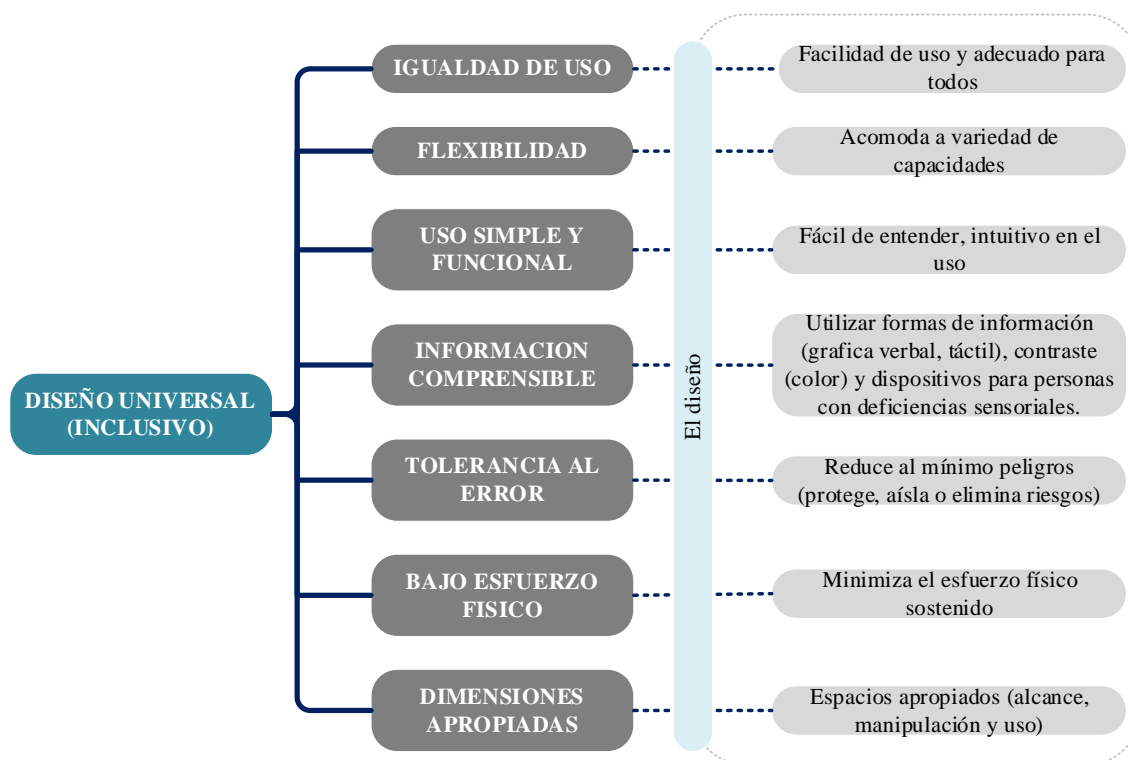 DISEÑO UNIVERSAL
(INCLUSIVO)
IGUALDAD DE USO
FLEXIBILIDAD
USO SIMPLE Y
FUNCIONAL
INFORMACION
COMPRENSIBLE
TOLERANCIA AL
ERROR
BAJO ESFUERZO
FISICO
DIMENSIONES
APROPIADAS
El diseño
Facilidad de uso y adecuado para
todos
Acomoda a variedad de
capacidades
Fácil de entender, intuitivo en el
uso
Utilizar formas de información
(grafica verbal, táctil), contraste
(color) y dispositivos para personas
con deficiencias sensoriales.
Reduce al mínimo peligros
(protege, aísla o elimina riesgos)
Minimiza el esfuerzo físico
sostenido
Espacios apropiados (alcance,
manipulación y uso)